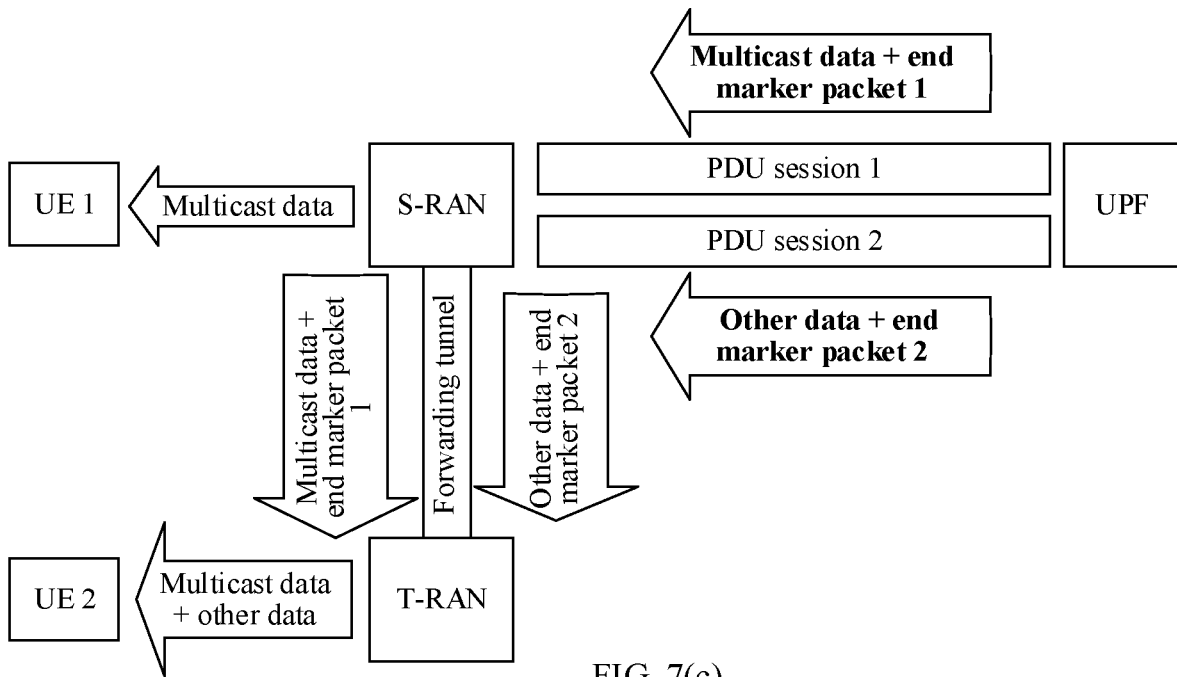 Multicast data + end
marker packet 1
UE 1
Multicast data
S-RAN
PDU session 1
PDU session 2
UPF
Multicast data +
end marker packet
1
Forwarding tunnel
Other data + end
marker packet 2
Other data + end
marker packet 2
UE 2
Multicast data
+ other data
T-RAN
FIG. 7(c)